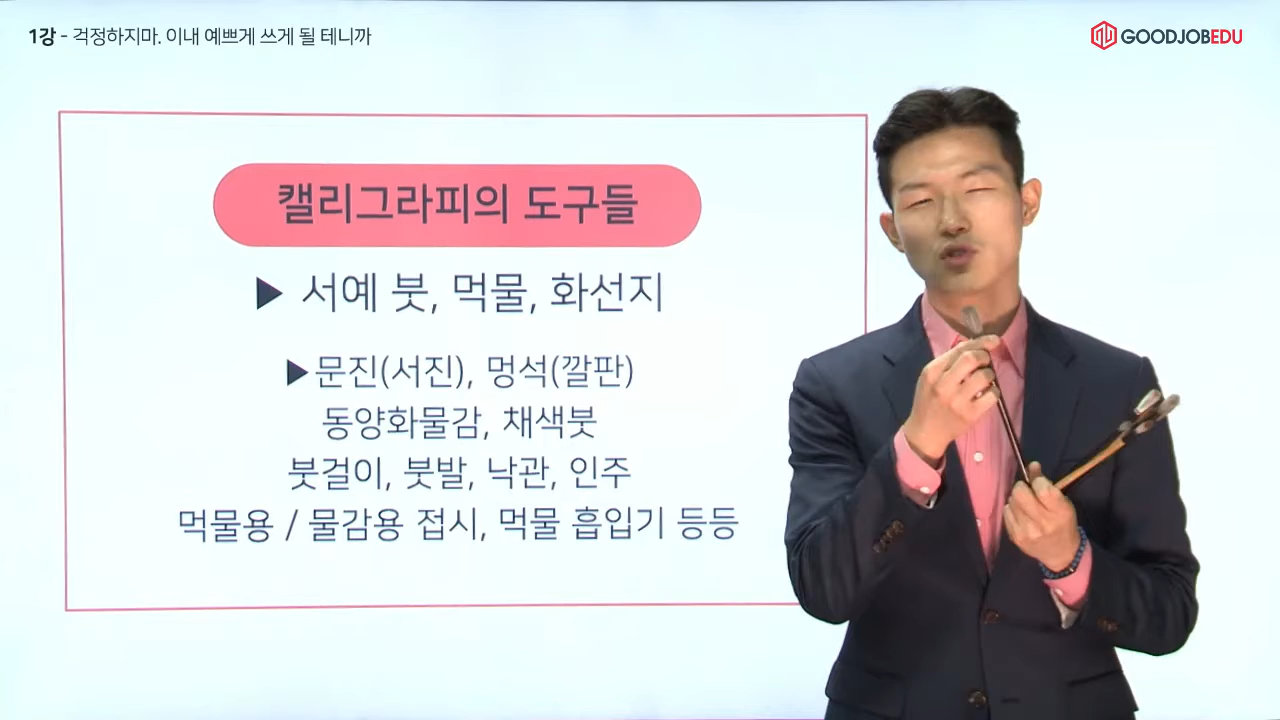 1강 - 걱정하지마. 이내 예쁘게 쓰게 될 테니까
GOODJOBEDU
캘리그라피의 도구들
▶ 서예 붓, 먹물, 화선지
▶문진(서진), 멍석(깔판)
동양화물감, 채색붓
붓걸이, 붓발, 낙관, 인주
먹물용 / 물감용 접시, 먹물 흡입기 등등